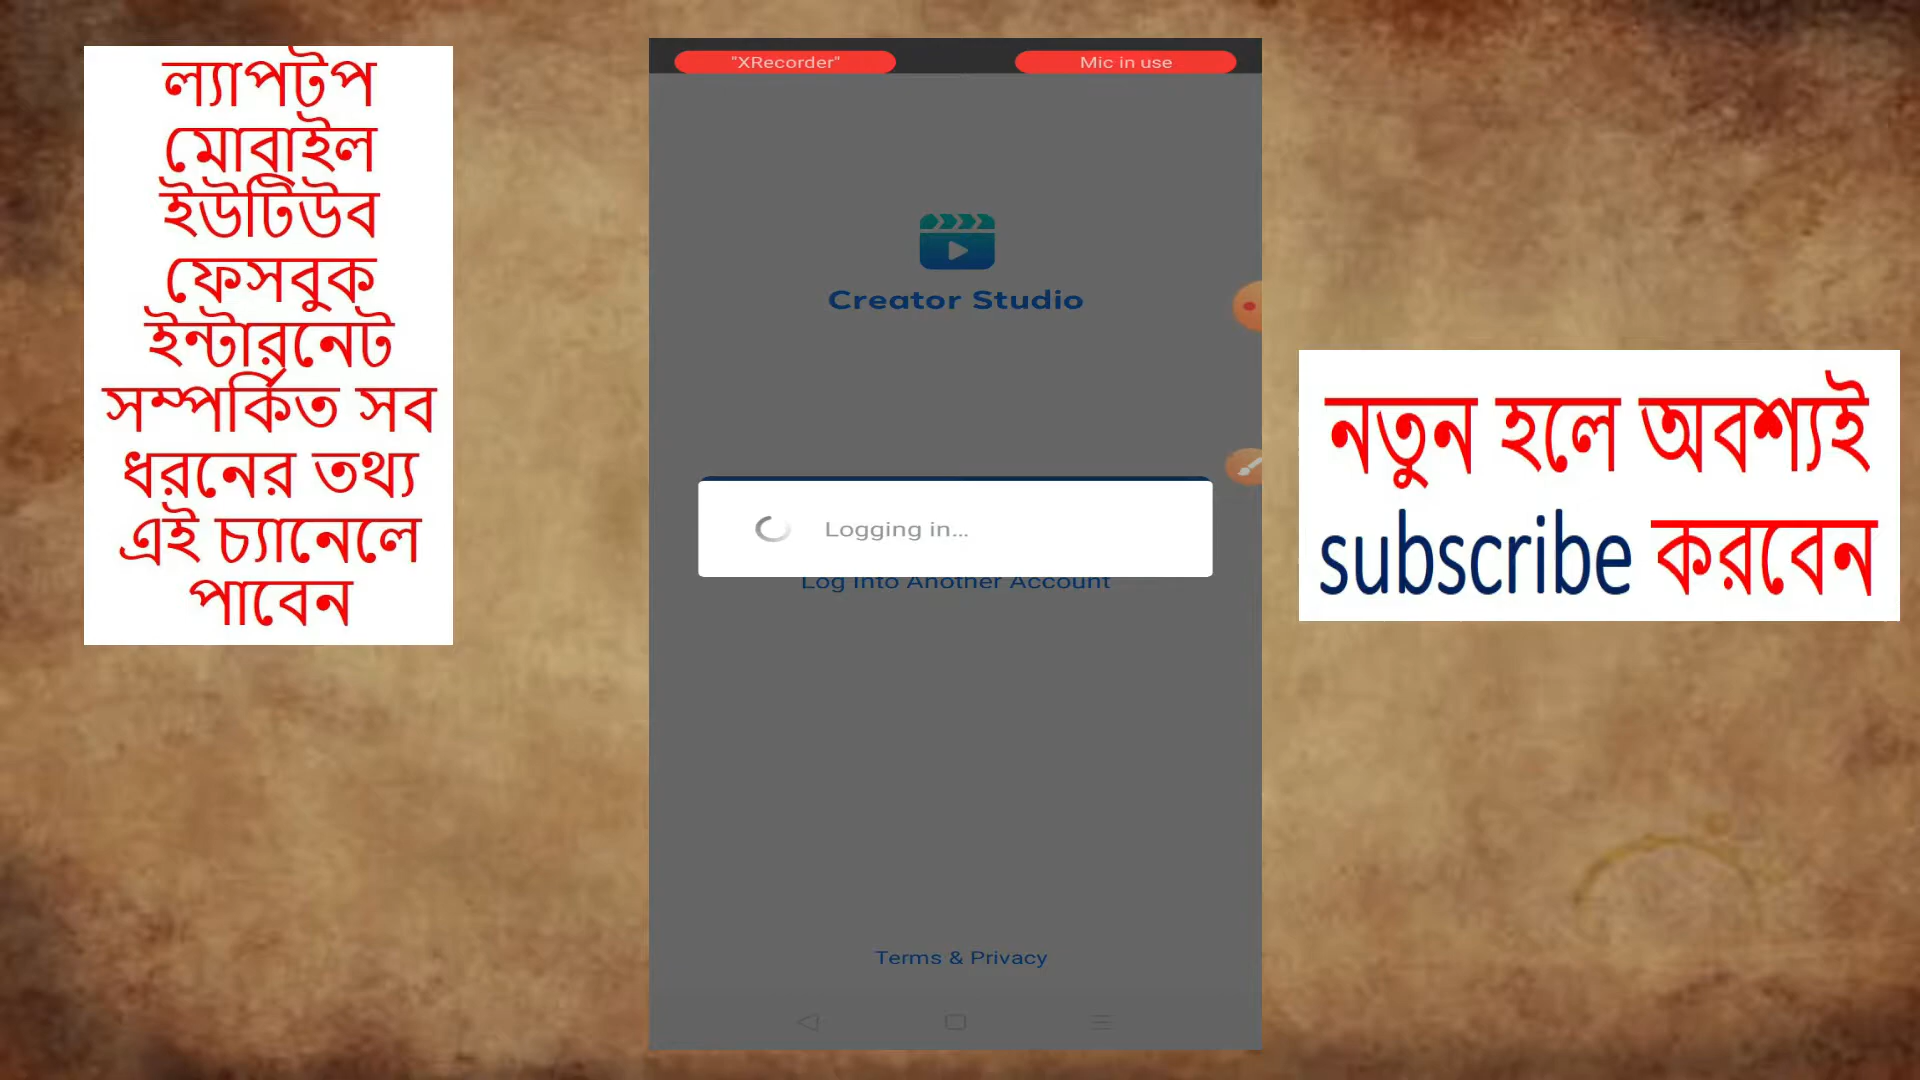 ল্যাপটপ
মোবাইল
ইউটিউব
ফেসবুক
ইন্টারনেট
সম্পর্কিত সব
ধরনের তথ্য
এই চ্যানেলে
পাবেন
"XRecorder"
Mic in use
Creator Studio
Logging in...
Log Into Another Account
Terms & Privacy
নতুন হলে অবশ্যই
subscribe করবেন